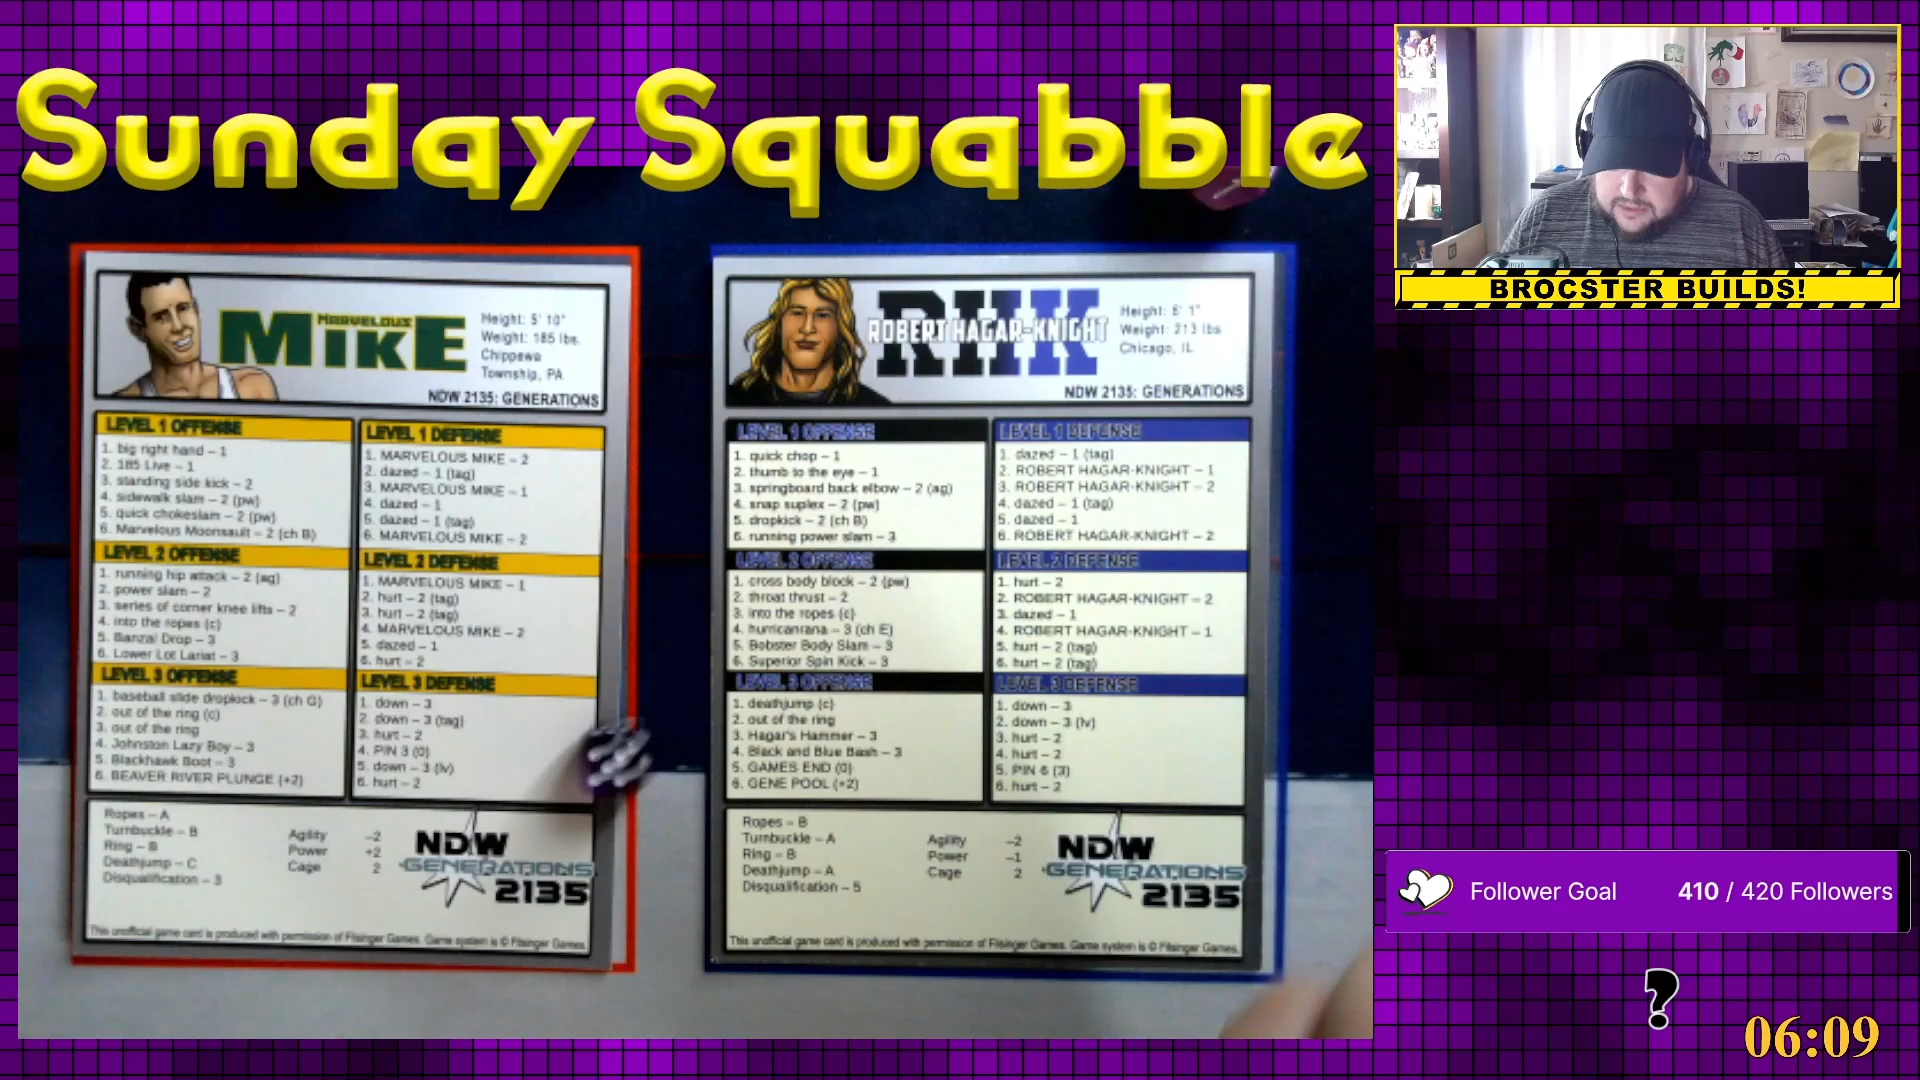 Sunday Squabble
BROCSTER BUILDS!
MARVELOUS
MIKE
Height: 5' 10"
Weight: 185 lbs.
Chippewa
Township, PA
NDW 2135: GENERATIONS
LEVEL 1 OFFENSE
1. big right hand – 1
2. 185 Live – 1
3. standing side kick – 2
4. sidewalk slam – 2 (pw)
5. quick chokeslam – 2 (pw)
6. Marvelous Moonsault – 2 (ch B)
LEVEL 2 OFFENSE
1. running hip attack – 2 (ag)
2. power slam – 2
3. series of corner knee lifts – 2
4. into the ropes (c)
5. Banzai Drop – 3
6. Lower Lot Lariat – 3
LEVEL 3 OFFENSE
1. baseball slide dropkick – 3 (ch G)
2. out of the ring (c)
3. out of the ring
4. Johnston Lazy Boy – 3
5. Blackhawk Boot – 3
6. BEAVER RIVER PLUNGE (+2)
LEVEL 1 DEFENSE
1. MARVELOUS MIKE – 2
2. dazed – 1 (tag)
3. MARVELOUS MIKE – 1
4. dazed – 1
5. dazed – 1 (tag)
6. MARVELOUS MIKE – 2
LEVEL 2 DEFENSE
1. MARVELOUS MIKE – 1
2. hurt – 2 (tag)
3. hurt – 2 (tag)
4. MARVELOUS MIKE – 2
5. dazed – 1
6. hurt – 2
LEVEL 3 DEFENSE
1. down – 3
2. down – 3 (tag)
3. hurt – 2
4. PIN 3 (0)
5. down – 3 (lv)
6. hurt – 2
Ropes – A
Turnbuckle – B
Ring – B
Deathjump – C
Disqualification – 3
Agility –2
Power +2
Cage 2
NDW
GENERATIONS
2135
This unofficial game card is produced with permission of Filsinger Games. Game system is © Filsinger Games.
RHK
ROBERT HAGAR-KNIGHT
Height: 6' 1"
Weight: 213 lbs
Chicago, IL
NDW 2135: GENERATIONS
LEVEL 1 OFFENSE
1. quick chop – 1
2. thumb to the eye – 1
3. springboard back elbow – 2 (ag)
4. snap suplex – 2 (pw)
5. dropkick – 2 (ch B)
6. running power slam – 3
LEVEL 2 OFFENSE
1. cross body block – 2 (pw)
2. throat thrust – 2
3. into the ropes (c)
4. hurricanrana – 3 (ch E)
5. Bobster Body Slam – 3
6. Superior Spin Kick – 3
LEVEL 3 OFFENSE
1. deathjump (c)
2. out of the ring
3. Hagar's Hammer – 3
4. Black and Blue Bash – 3
5. GAMES END (0)
6. GENE POOL (+2)
LEVEL 1 DEFENSE
1. dazed – 1 (tag)
2. ROBERT HAGAR-KNIGHT – 1
3. ROBERT HAGAR-KNIGHT – 2
4. dazed – 1 (tag)
5. dazed – 1
6. ROBERT HAGAR-KNIGHT – 2
LEVEL 2 DEFENSE
1. hurt – 2
2. ROBERT HAGAR-KNIGHT – 2
3. dazed – 1
4. ROBERT HAGAR-KNIGHT – 1
5. hurt – 2 (tag)
6. hurt – 2 (tag)
LEVEL 3 DEFENSE
1. down – 3
2. down – 3 (lv)
3. hurt – 2
4. hurt – 2
5. PIN 6 (3)
6. hurt – 2
Ropes – B
Turnbuckle – A
Ring – B
Deathjump – A
Disqualification – 5
Agility –2
Power –1
Cage 2
NDW
GENERATIONS
2135
This unofficial game card is produced with permission of Filsinger Games. Game system is © Filsinger Games.
Follower Goal 410 / 420 Followers
?
06:09